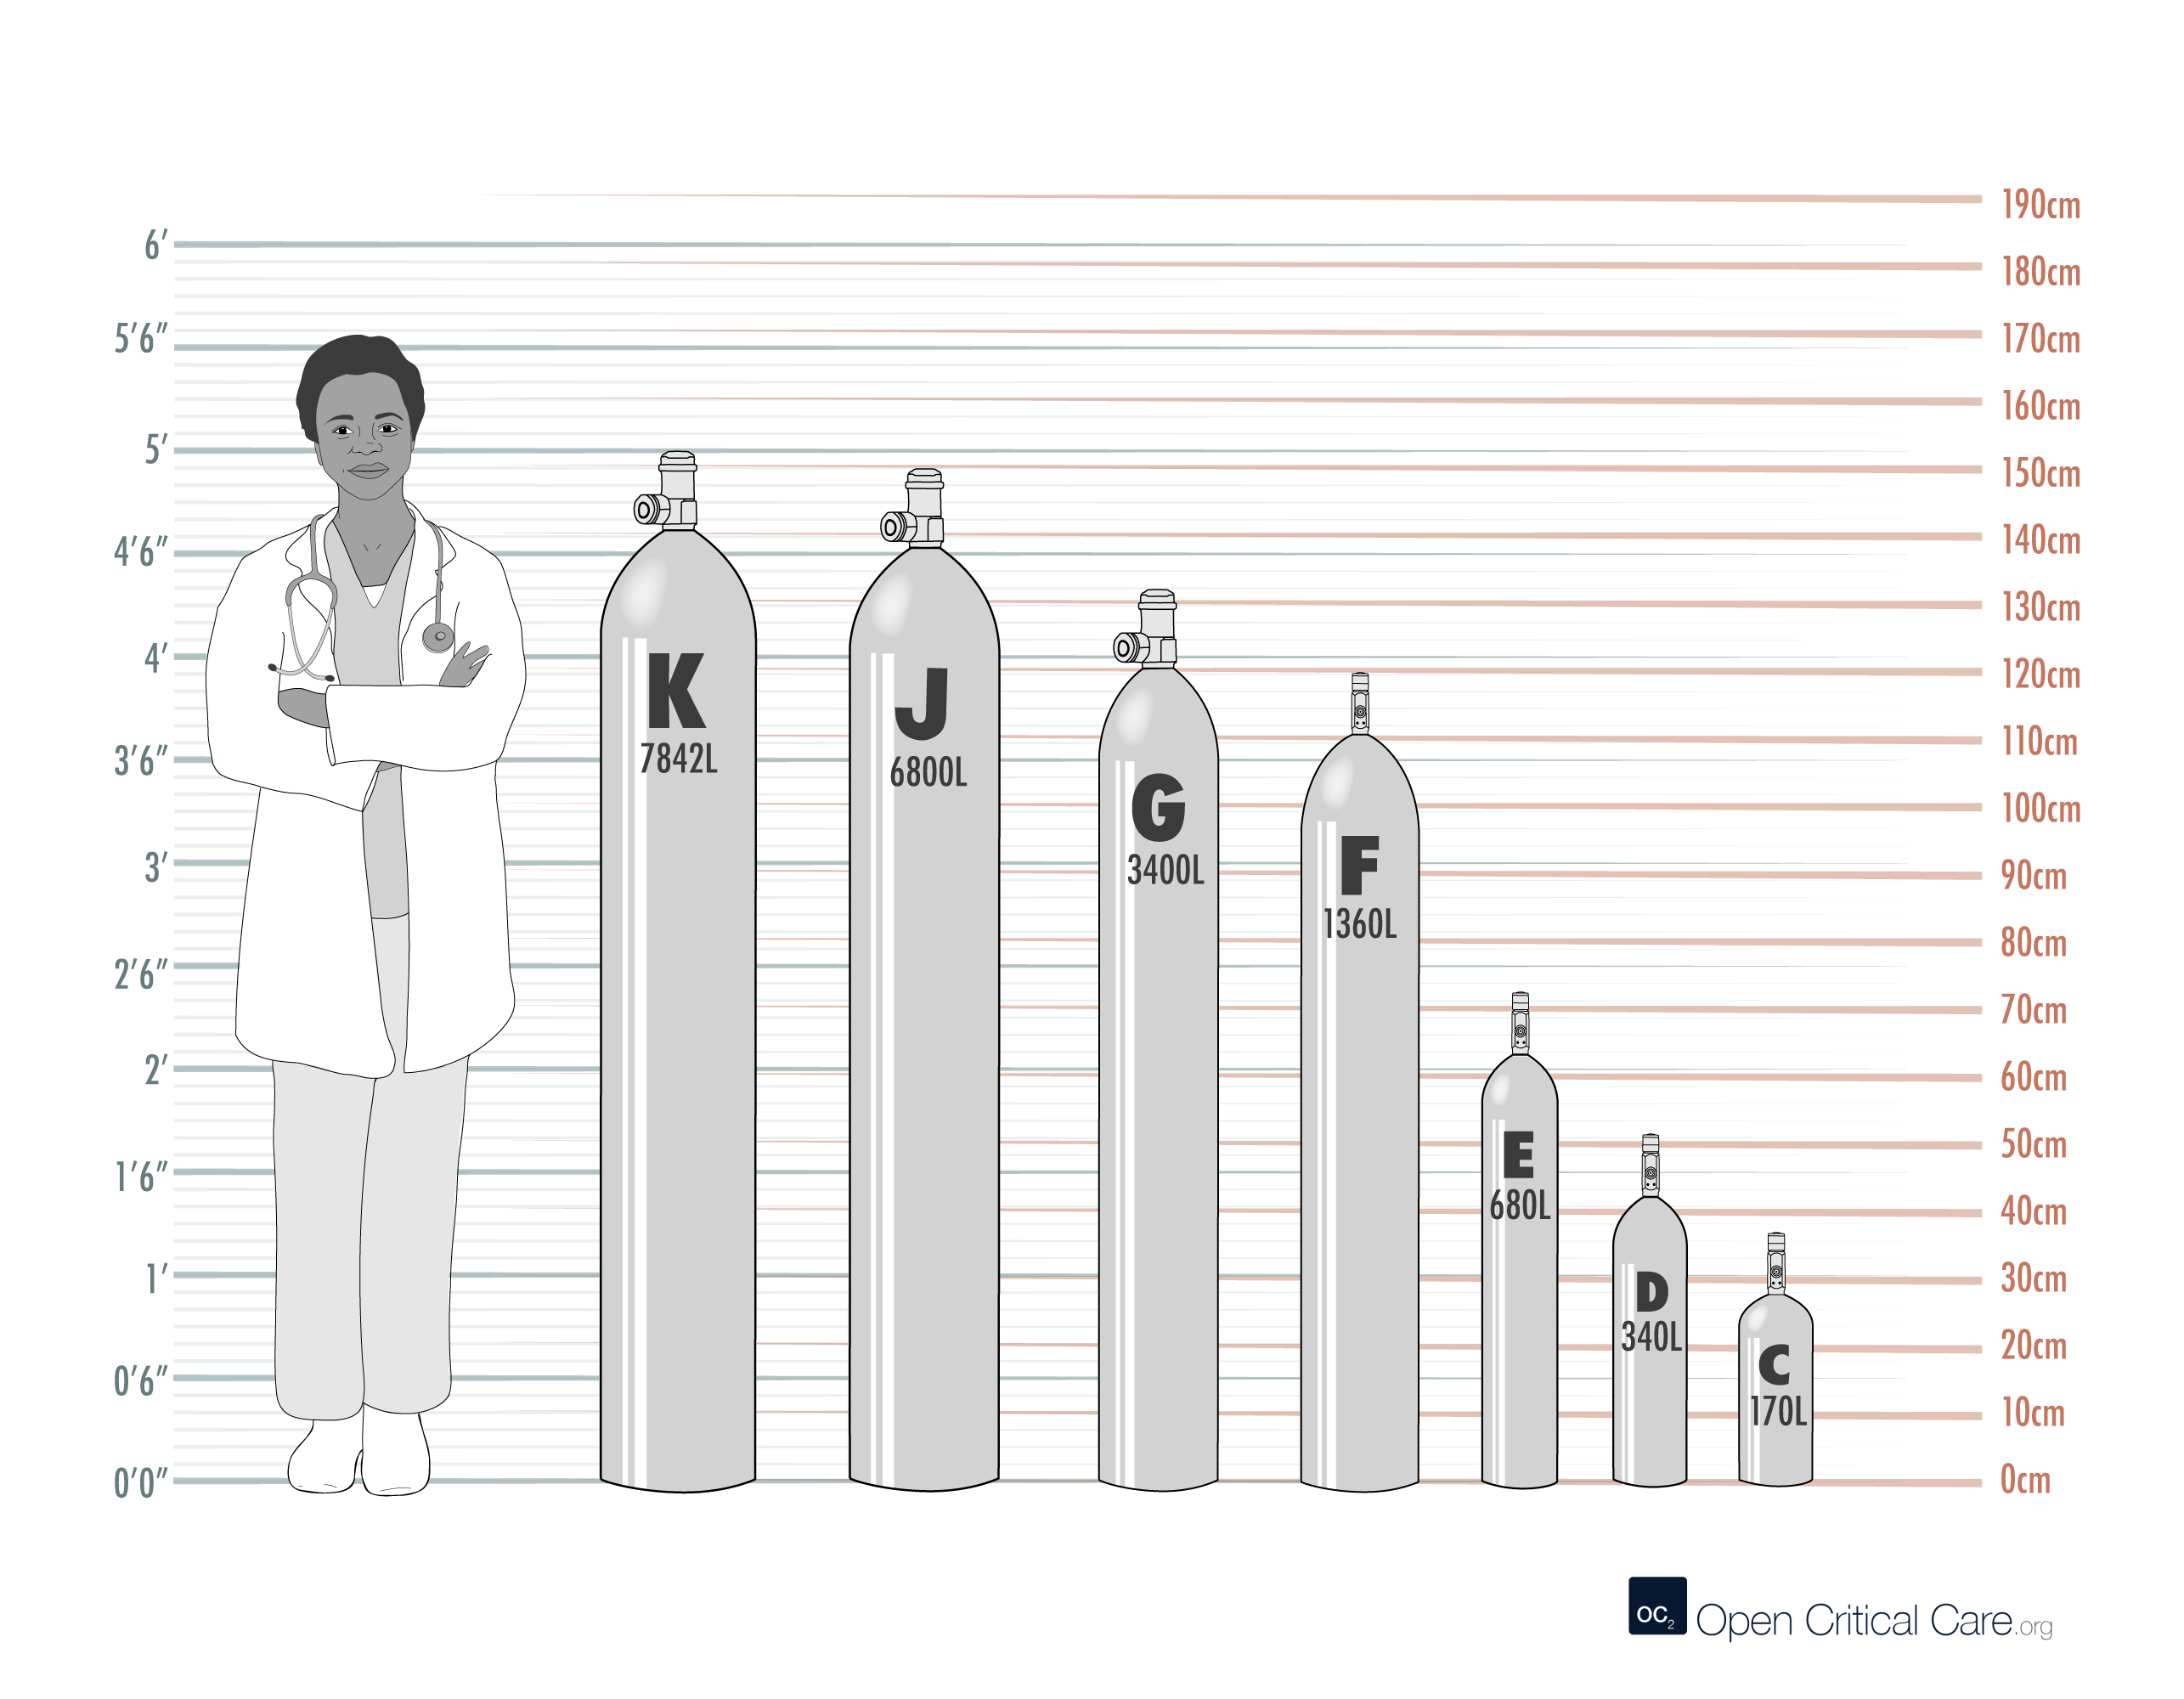 6’
5’6”
5’
4’6”
4’
3’6”
3’
2’6”
2’
1’6”
1’
0’6”
0’0”
K
7842L
J
6800L
G
3400L
F
1360L
E
680L
D
340L
C
170L
190cm
180cm
170cm
160cm
150cm
140cm
130cm
120cm
110cm
100cm
90cm
80cm
70cm
60cm
50cm
40cm
30cm
20cm
10cm
0cm
OC2 Open Critical Care.org